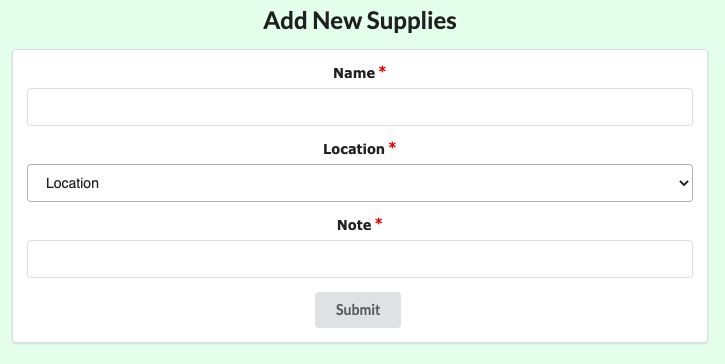 Add New Supplies
Name *
Location *
Location
Note *
Submit